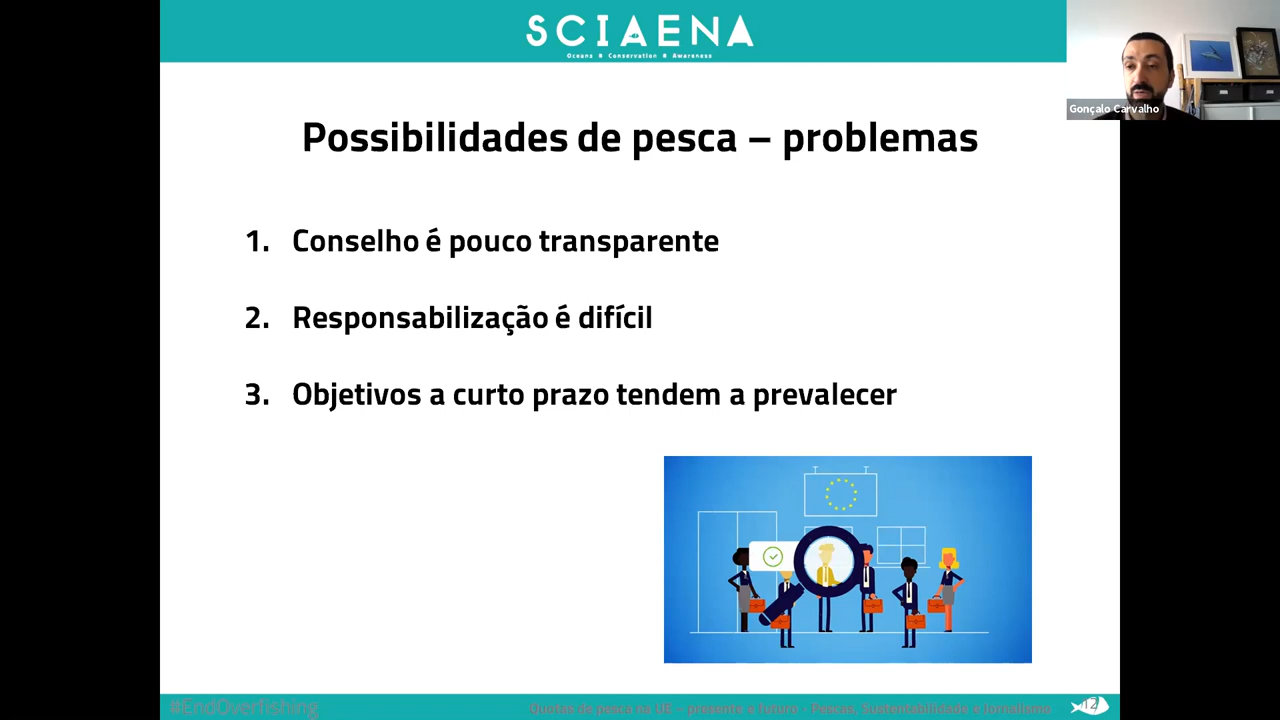 SCIAENA
Oceans # Conservation # Awareness
Gonçalo Carvalho
Possibilidades de pesca – problemas
1. Conselho é pouco transparente
2. Responsabilização é difícil
3. Objetivos a curto prazo tendem a prevalecer
#EndOverfishing
Quotas de pesca na UE – presente e futuro - Pescas, Sustentabilidade e Jornalismo
12